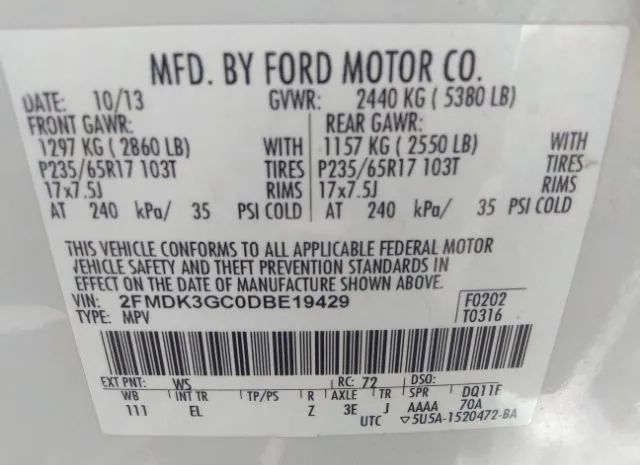 MFD. BY FORD MOTOR CO.
DATE: 10/13 GVWR: 2440 KG ( 5380 LB)
FRONT GAWR: REAR GAWR:
1297 KG ( 2860 LB) WITH 1157 KG ( 2550 LB) WITH
P235/65R17 103T TIRES P235/65R17 103T TIRES
17x7.5J RIMS 17x7.5J RIMS
AT 240 kPa/ 35 PSI COLD AT 240 kPa/ 35 PSI COLD
THIS VEHICLE CONFORMS TO ALL APPLICABLE FEDERAL MOTOR
VEHICLE SAFETY AND THEFT PREVENTION STANDARDS IN
EFFECT ON THE DATE OF MANUFACTURE SHOWN ABOVE.
VIN: 2FMDK3GC0DBE19429 F0202
TYPE: MPV T0316
EXT PNT: WS RC: 72 DSO:
WB INT TR TP/PS R AXLE TR SPR DQ11F
111 EL Z 3E J AAAA 70A
UTC ▽5U5A-1520472-BA